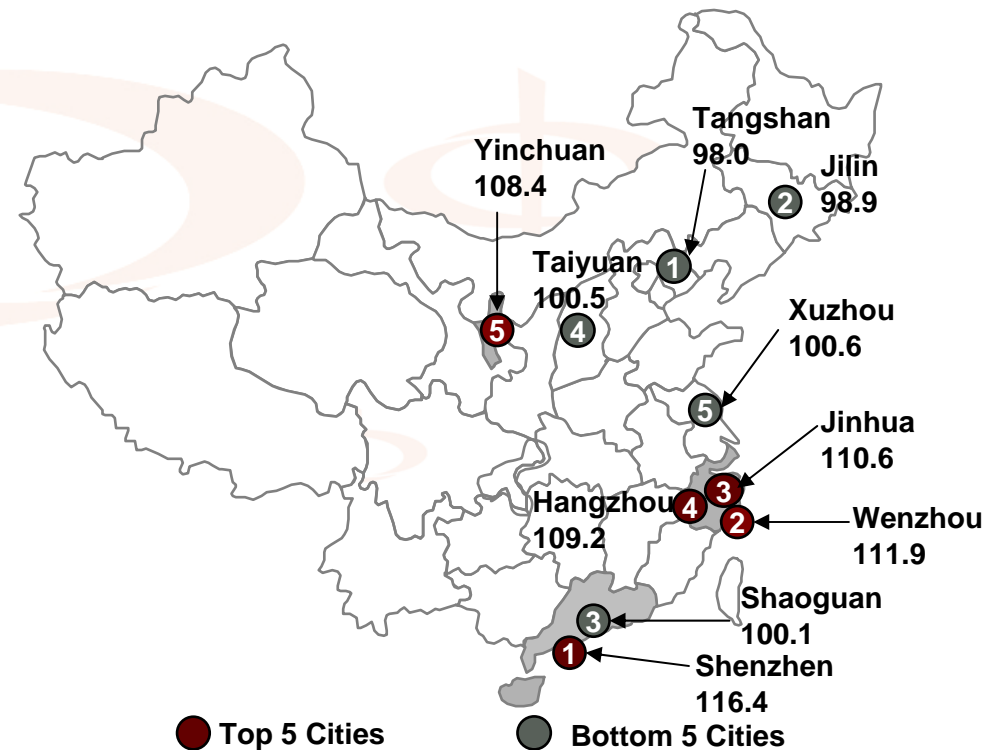 Tangshan
98.0
Yinchuan
108.4
Jilin
98.9
2
1
Taiyuan
100.5
Xuzhou
100.6
5
4
5
Jinhua
110.6
3
Hangzhou
109.2
4
2
Wenzhou
111.9
Shaoguan
100.1
3
1
Shenzhen
116.4
Top 5 Cities
Bottom 5 Cities